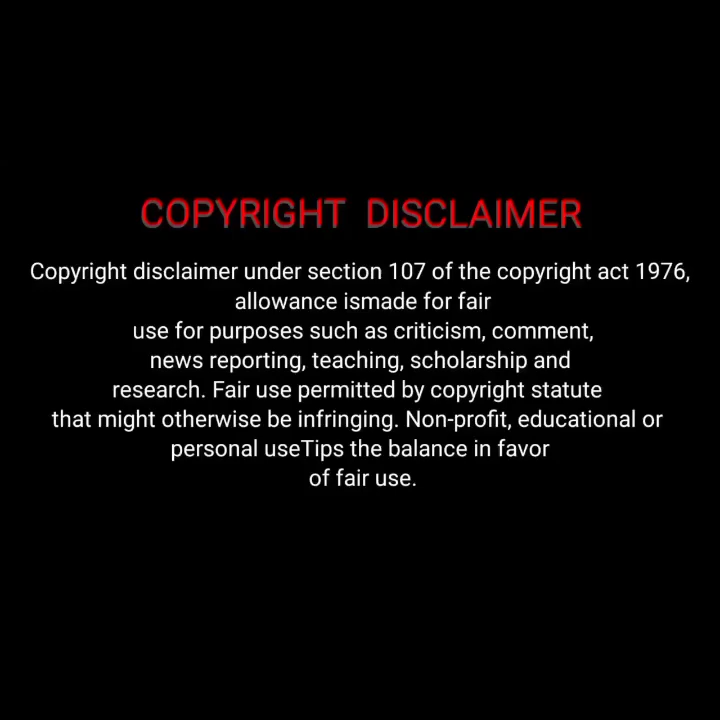 COPYRIGHT DISCLAIMER
Copyright disclaimer under section 107 of the copyright act 1976,
allowance ismade for fair
use for purposes such as criticism, comment,
news reporting, teaching, scholarship and
research. Fair use permitted by copyright statute
that might otherwise be infringing. Non-profit, educational or
personal useTips the balance in favor
of fair use.